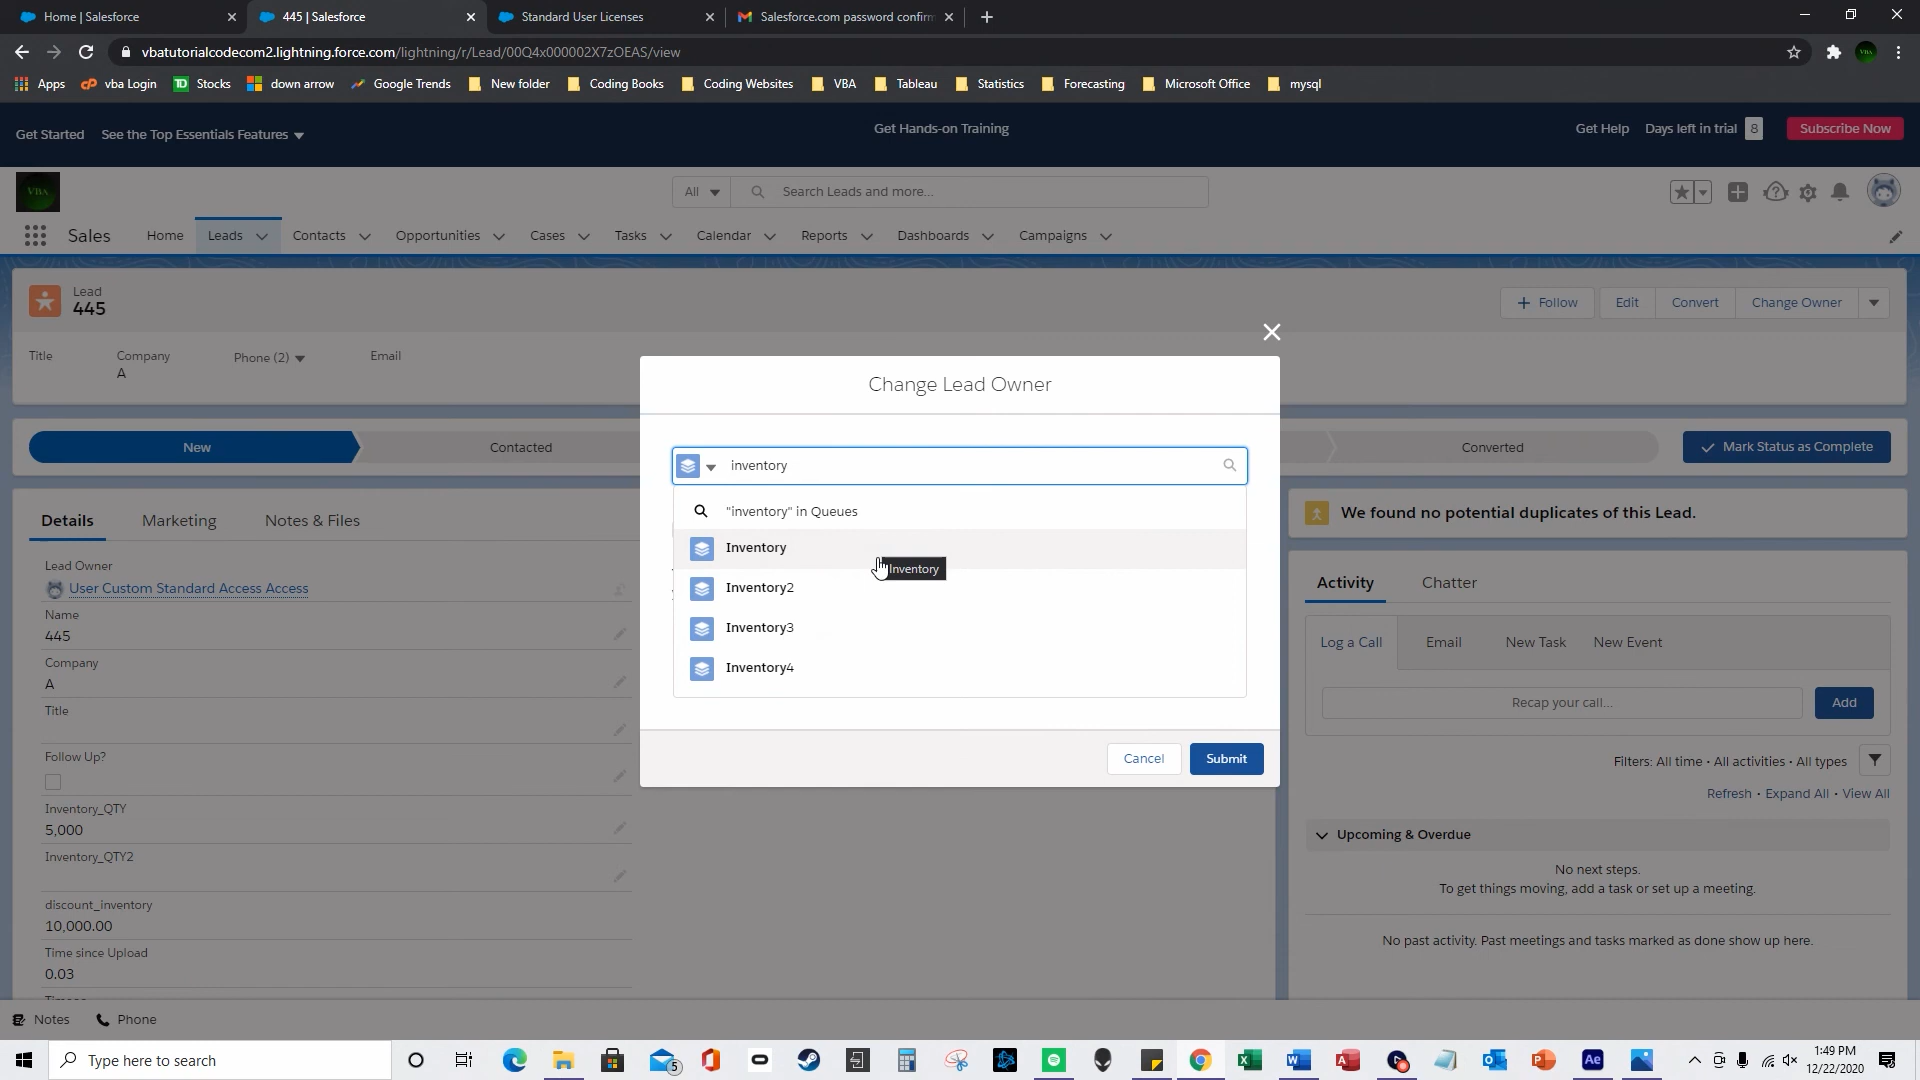 Home | Salesforce
445 | Salesforce
Standard User Licenses
Salesforce.com password confirm
vbatutorialcodecom2.lightning.force.com/lightning/r/Lead/00Q4x000002X7zOEAS/view
Apps
vba Login
Stocks
down arrow
Google Trends
New folder
Coding Books
Coding Websites
VBA
Tableau
Statistics
Forecasting
Microsoft Office
mysql
Get Started
See the Top Essentials Features
Get Hands-on Training
Get Help
Days left in trial 8
Subscribe Now
VBA
All
Search Leads and more...
Sales
Home
Leads
Contacts
Opportunities
Cases
Tasks
Calendar
Reports
Dashboards
Campaigns
Lead
445
Follow
Edit
Convert
Change Owner
Title
Company
A
Phone (2)
Email
New
Contacted
Converted
Mark Status as Complete
Change Lead Owner
inventory
"inventory" in Queues
Inventory
Inventory
Inventory2
Inventory3
Inventory4
Cancel
Submit
Details
Marketing
Notes & Files
Lead Owner
User Custom Standard Access Access
Name
445
Company
A
Title
Follow Up?
Inventory_QTY
5,000
Inventory_QTY2
discount_inventory
10,000.00
Time since Upload
0.03
We found no potential duplicates of this Lead.
Activity
Chatter
Log a Call
Email
New Task
New Event
Recap your call...
Add
Filters: All time • All activities • All types
Refresh • Expand All • View All
Upcoming & Overdue
No next steps.
To get things moving, add a task or set up a meeting.
No past activity. Past meetings and tasks marked as done show up here.
Notes
Phone
Type here to search
5
Ae
1:49 PM
12/22/2020